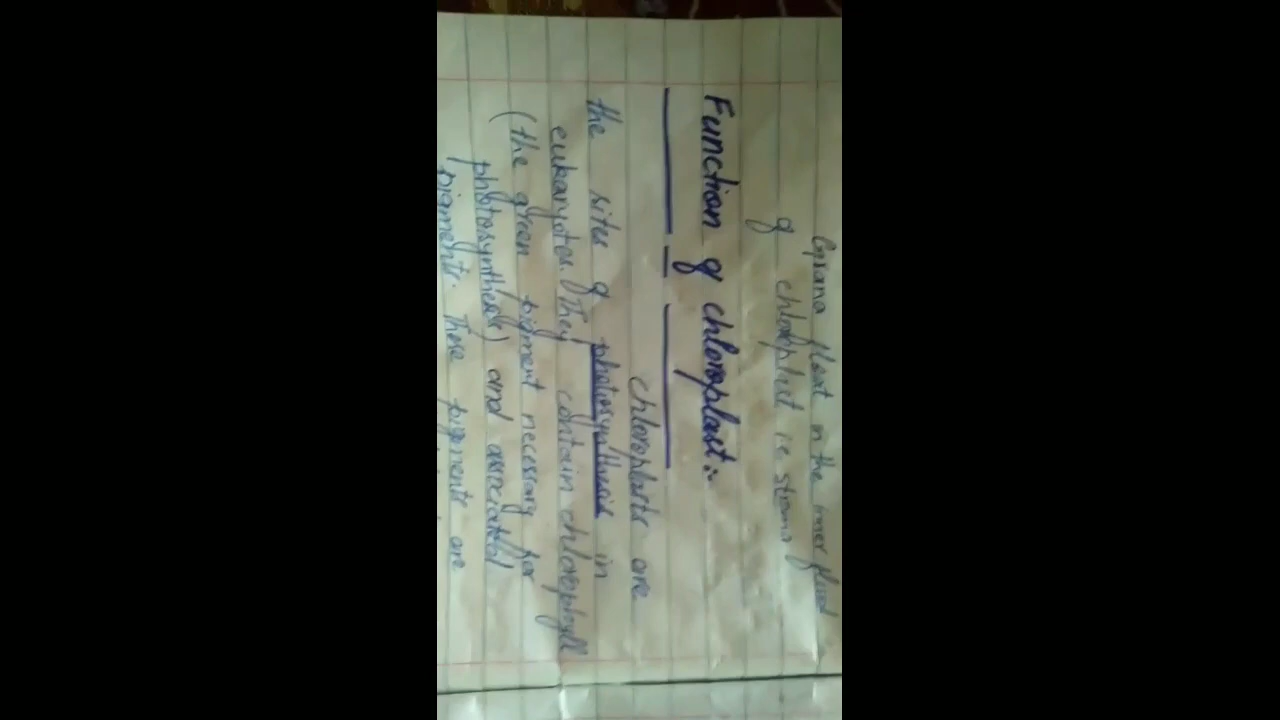 Grana float in the inner fluid
of chloroplast i.e stroma
Function of chloroplast:-
chloroplasts are
the sites of photosynthesis in
eukaryotes. They contain chlorophyll
(the green pigment necessary for
photosynthesis) and associated
pigments. These pigments are